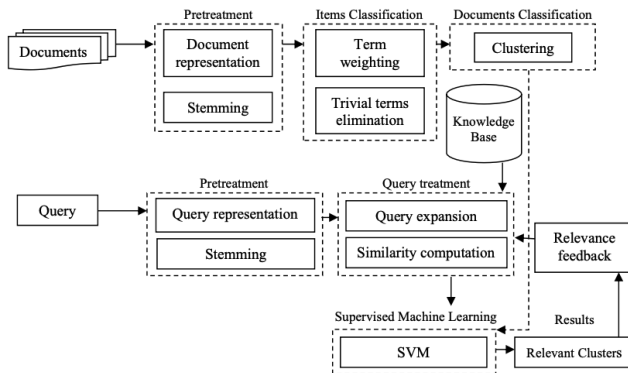 Pretreatment
Items Classification
Documents Classification
Documents
Document
representation
Stemming
Term
weighting
Trivial terms
elimination
Clustering
Knowledge
Base
Pretreatment
Query treatment
Query
Query representation
Stemming
Query expansion
Similarity computation
Relevance
feedback
Supervised Machine Learning
Results
SVM
Relevant Clusters